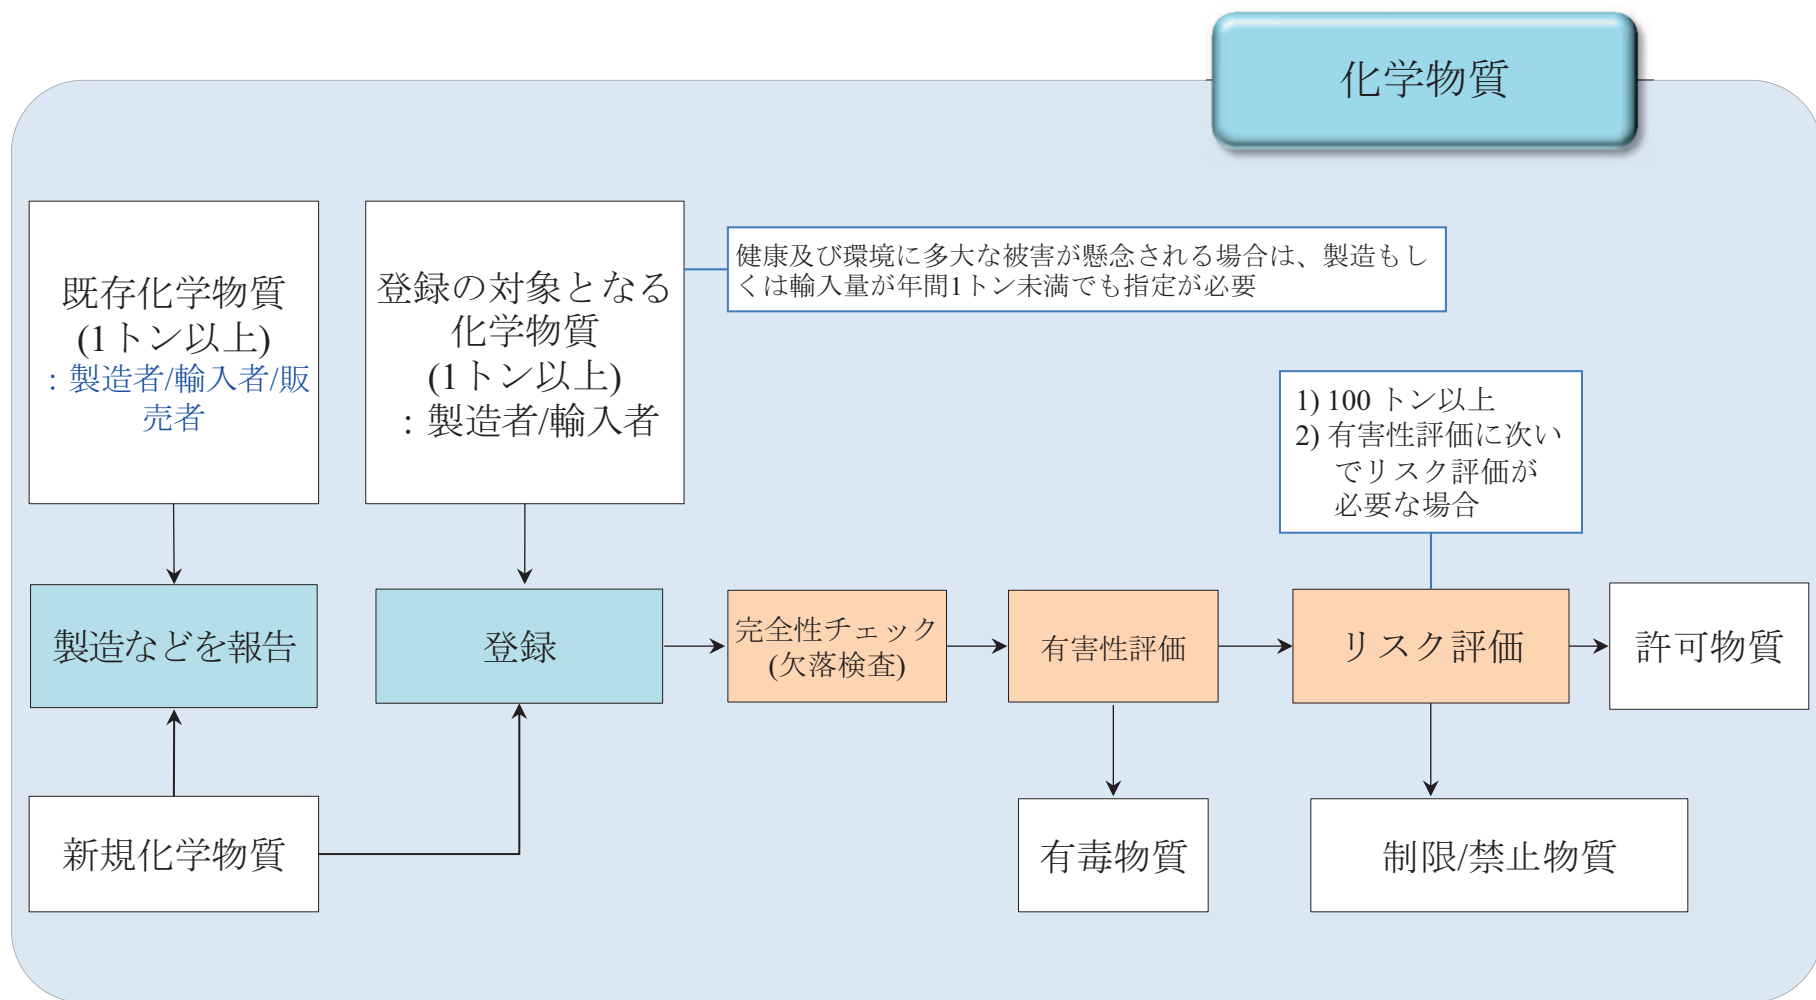 化学物質
既存化学物質
(1トン以上)
：製造者/輸入者/販
売者
登録の対象となる
化学物質
(1トン以上)
：製造者/輸入者
健康及び環境に多大な被害が懸念される場合は、製造もし
くは輸入量が年間1トン未満でも指定が必要
1) 100 トン以上
2) 有害性評価に次い
でリスク評価が
必要な場合
製造などを報告
登録
完全性チェック
(欠落検査)
有害性評価
リスク評価
許可物質
新規化学物質
有毒物質
制限/禁止物質